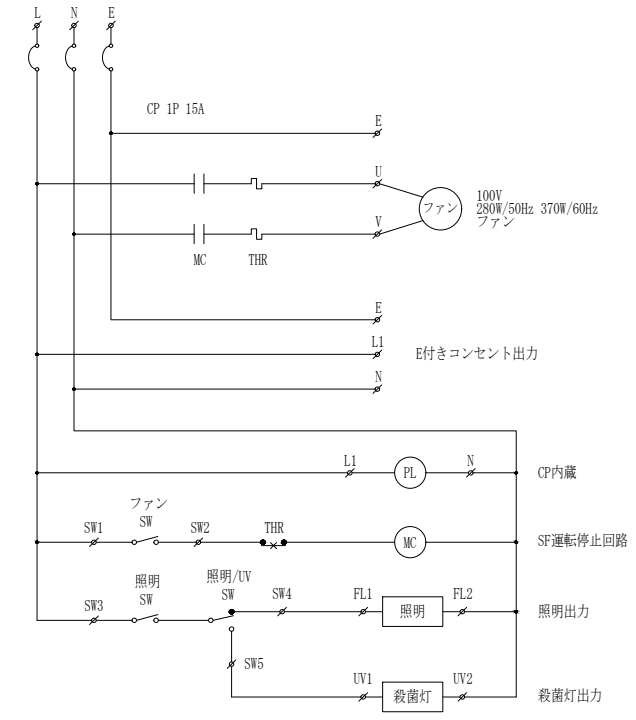 L N E
CP 1P 15A
E
U
100V
280W/50Hz 370W/60Hz
ファン
ファン
V
MC THR
E
L1
E付きコンセント出力
N
L1 PL N CP内蔵
ファン
SW1 SW SW2 THR MC SF運転停止回路
照明 照明/UV
SW3 SW SW SW4 FL1 照明 FL2 照明出力
SW5
UV1 殺菌灯 UV2 殺菌灯出力